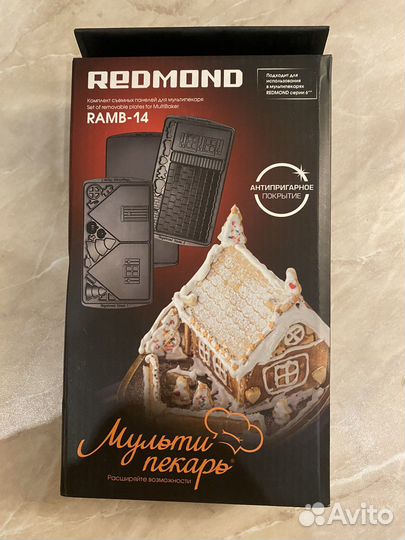 REDMOND
Комплект съемных панелей для мультипекаря
Set of removable plates for MultiBaker
RAMB-14
Подходит для
использования
в мультипекарях
REDMOND серии 6***
АНТИПРИГАРНОЕ
ПОКРЫТИЕ
Мульти
пекарь®
Расширяйте возможности
Avito